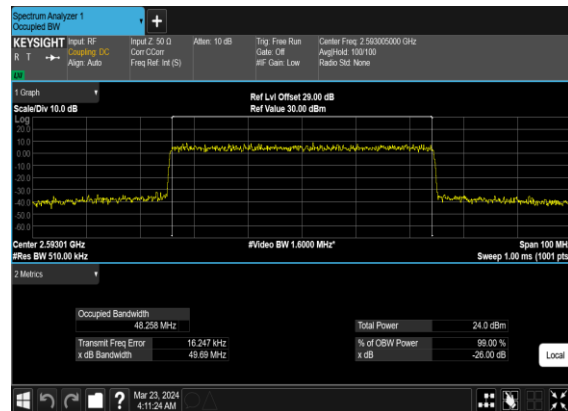 Spectrum Analyzer 1
Occupied BW
+
KEYSIGHT Input: RF Input Z: 50 Ω Atten: 10 dB Trig: Free Run Center Freq: 2.593005000 GHz
R T Coupling: DC Corr CCorr Gate: Off Avg|Hold: 100/100
Align: Auto Freq Ref: Int (S) #IF Gain: Low Radio Std: None
1 Graph
Scale/Div 10.0 dB
Ref Lvl Offset 29.00 dB
Ref Value 30.00 dBm
Log
20.0
10.0
0.00
-10.0
-20.0
-30.0
-40.0
-50.0
-60.0
Center 2.59301 GHz #Video BW 1.6000 MHz* Span 100 MH
#Res BW 510.00 kHz Sweep 1.00 ms (1001 pts
2 Metrics
Occupied Bandwidth
48.258 MHz Total Power 24.0 dBm
Transmit Freq Error 16.247 kHz % of OBW Power 99.00 %
x dB Bandwidth 49.69 MHz x dB -26.00 dB
Local
? Mar 23, 2024
4:11:24 AM